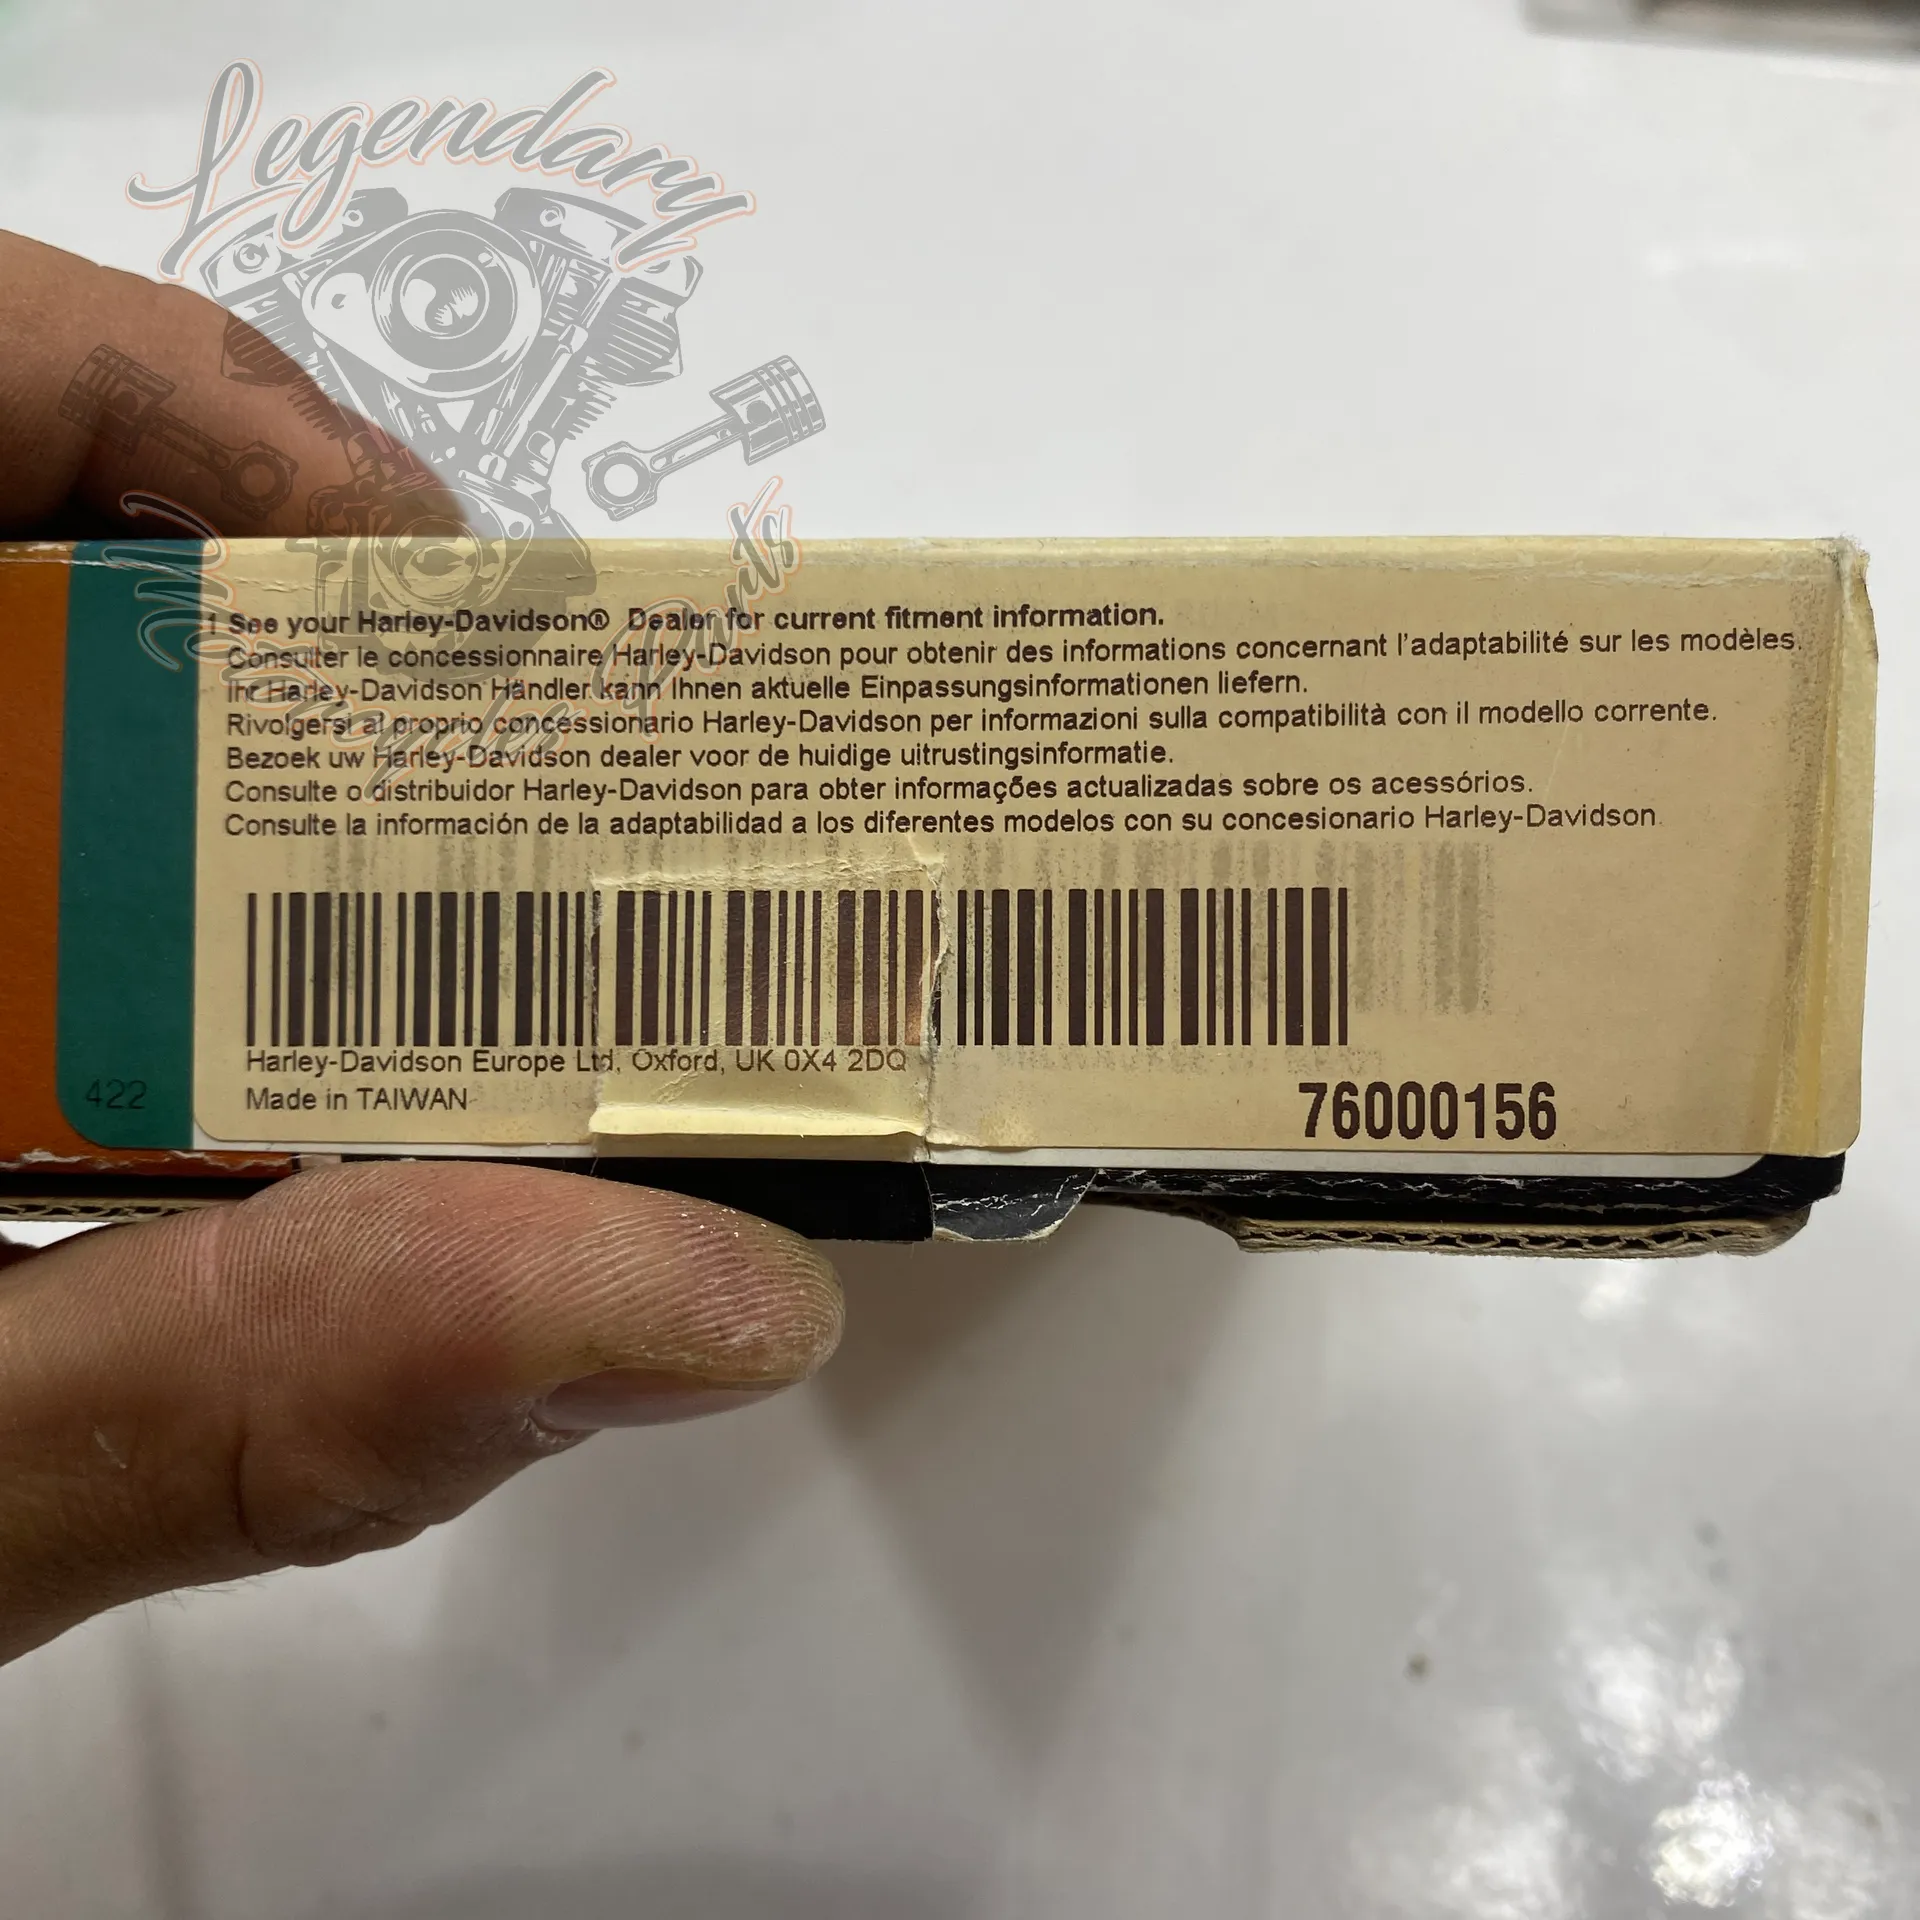 Legendary
Motorcycles Parts
1 See your Harley-Davidson® Dealer for current fitment information.
Consulter le concessionnaire Harley-Davidson pour obtenir des informations concernant l'adaptabilité sur les modèles.
Ihr Harley-Davidson Händler kann Ihnen aktuelle Einpassungsinformationen liefern.
Rivolgersi al proprio concessionario Harley-Davidson per informazioni sulla compatibilità con il modello corrente.
Bezoek uw Harley-Davidson dealer voor de huidige uitrustingsinformatie.
Consulte o distribuidor Harley-Davidson para obter informações actualizadas sobre os acessórios.
Consulte la información de la adaptabilidad a los diferentes modelos con su concesionario Harley-Davidson.
Harley-Davidson Europe Ltd, Oxford, UK 0X4 2DQ
422
Made in TAIWAN
76000156